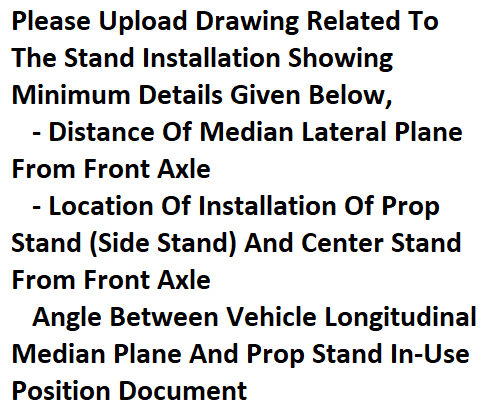 Please Upload Drawing Related To
The Stand Installation Showing
Minimum Details Given Below,
- Distance Of Median Lateral Plane
From Front Axle
- Location Of Installation Of Prop
Stand (Side Stand) And Center Stand
From Front Axle
Angle Between Vehicle Longitudinal
Median Plane And Prop Stand In-Use
Position Document